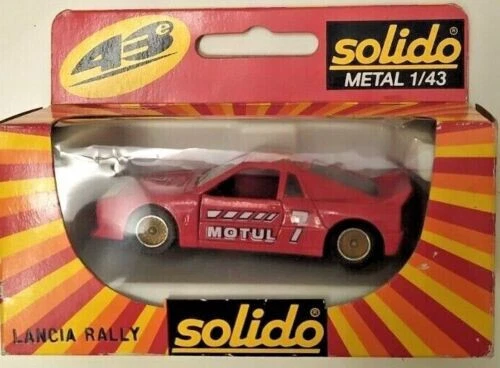 43e
solido®
METAL 1/43
MOTUL 7
LANCIA RALLY
solido®